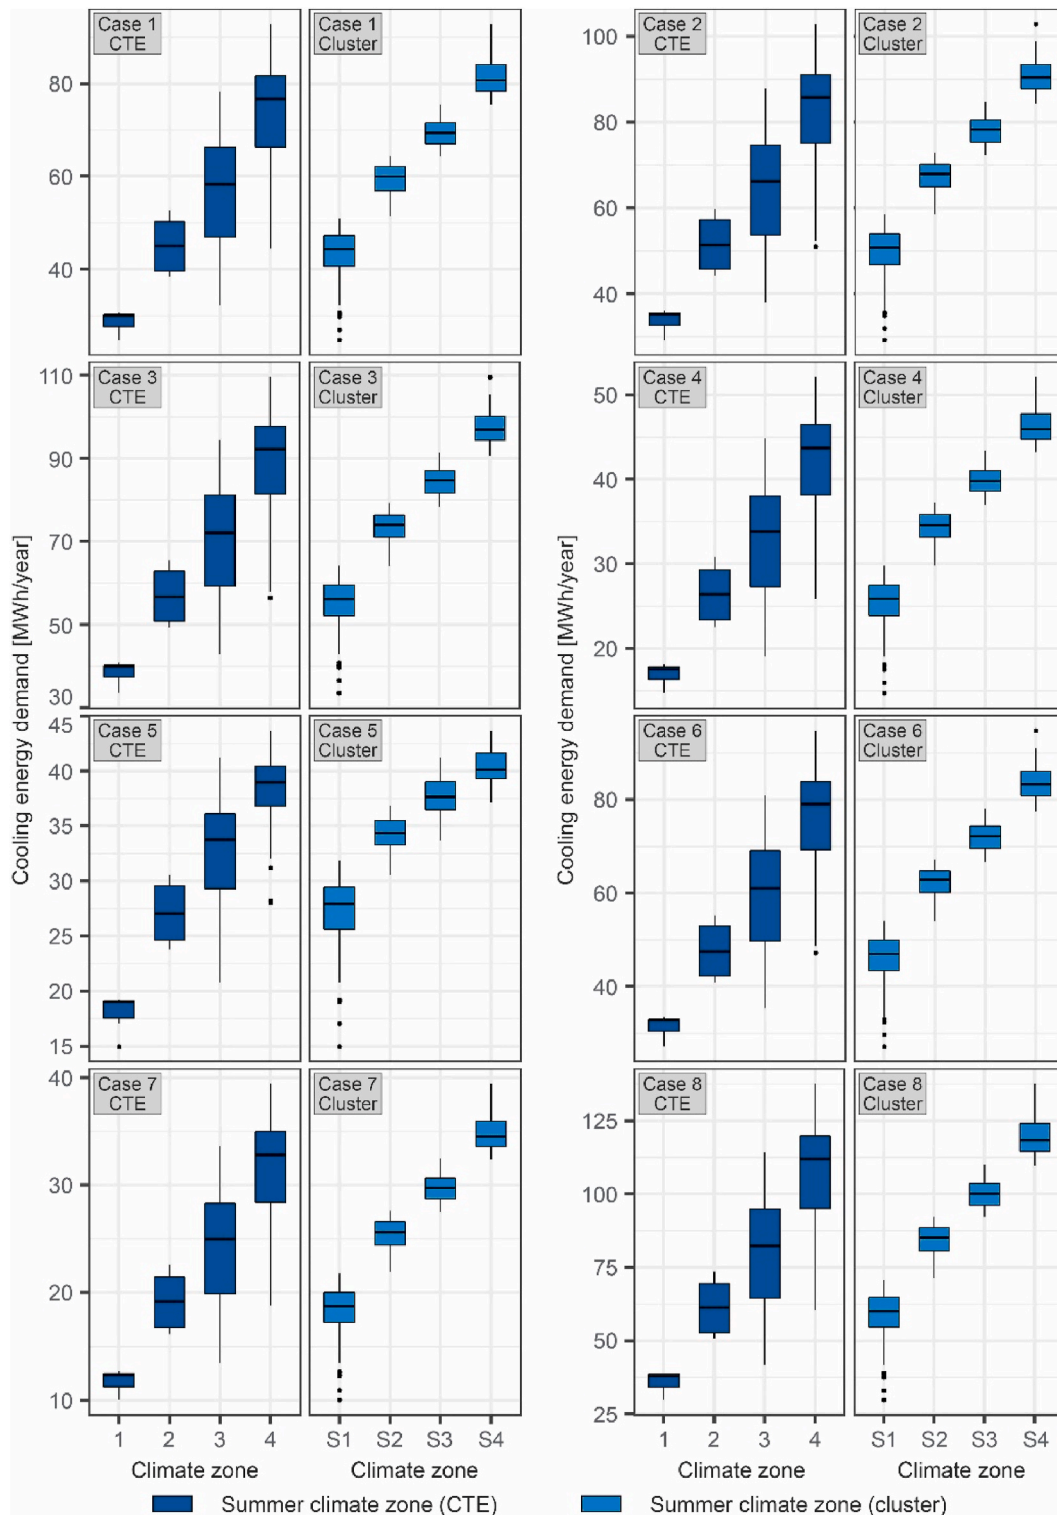 Case 1
CTE
Case 1
Cluster
Case 2
CTE
Case 2
Cluster
80
60
40
100
80
60
40
Case 3
CTE
Case 3
Cluster
Case 4
CTE
Case 4
Cluster
110
90
70
50
30
50
40
30
20
Cooling energy demand [MWh/year]
Cooling energy demand [MWh/year]
Case 5
CTE
Case 5
Cluster
Case 6
CTE
Case 6
Cluster
45
40
35
30
25
20
15
80
60
40
Case 7
CTE
Case 7
Cluster
Case 8
CTE
Case 8
Cluster
40
30
20
10
125
100
75
50
25
1 2 3 4 S1 S2 S3 S4 1 2 3 4 S1 S2 S3 S4
Climate zone Climate zone Climate zone Climate zone
Summer climate zone (CTE) Summer climate zone (cluster)